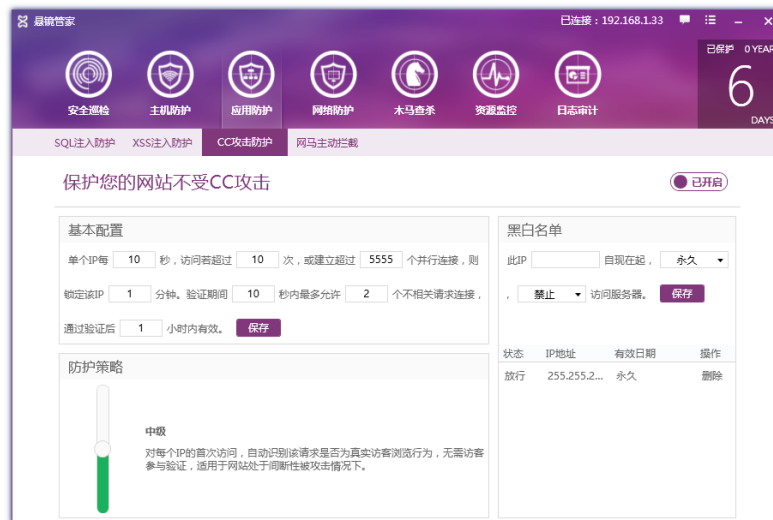 悬镜管家
已连接：192.168.1.33
已保护 0 YEAR
6
DAYS
安全巡检 主机防护 应用防护 网络防护 木马查杀 资源监控 日志审计
SQL注入防护 XSS注入防护 CC攻击防护 网马主动拦截
保护您的网站不受CC攻击
已开启
基本配置
单个IP每 10 秒，访问若超过 10 次，或建立超过 5555 个并行连接，则
锁定该IP 1 分钟。验证期间 10 秒内最多允许 2 个不相关请求连接，
通过验证后 1 小时内有效。 保存
防护策略
中级
对每个IP的首次访问，自动识别该请求是否为真实访客浏览行为，无需访客
参与验证，适用于网站处于间断性被攻击情况下。
黑白名单
此IP 自现在起， 永久
， 禁止 访问服务器。 保存
状态 IP地址 有效日期 操作
放行 255.255.2... 永久 删除